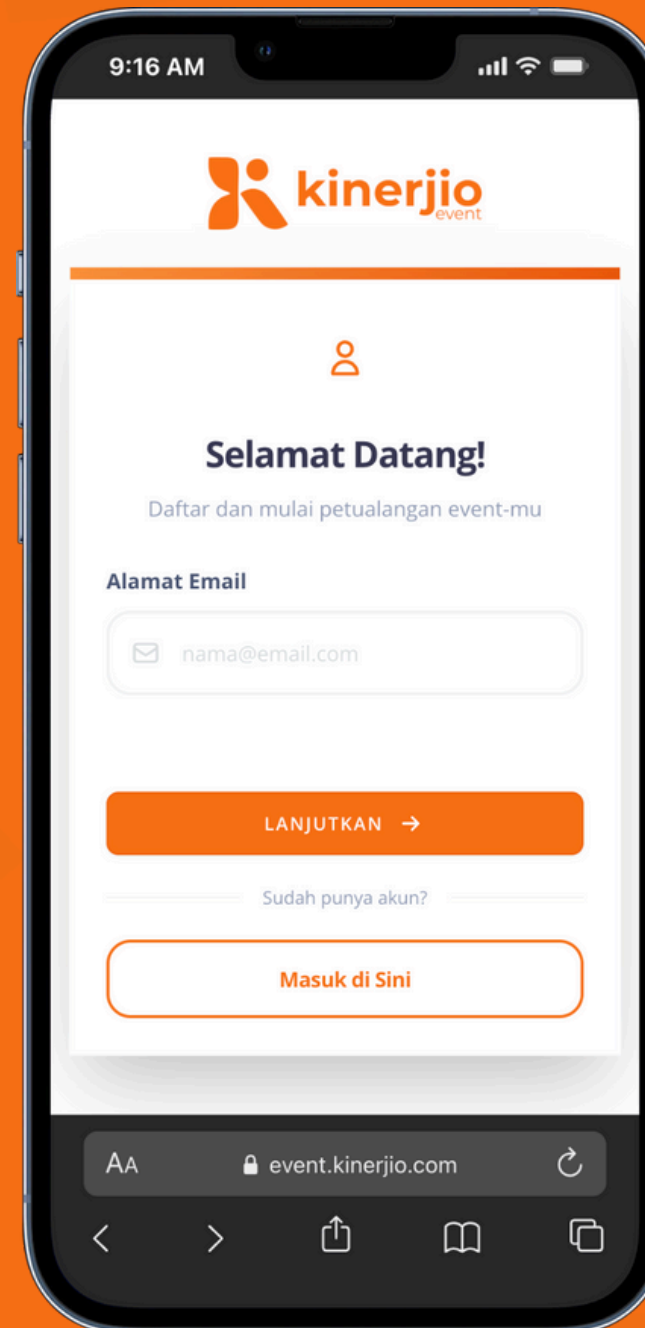 9:16 AM
kinerjio
event
Selamat Datang!
Daftar dan mulai petualangan event-mu
Alamat Email
nama@email.com
LANJUTKAN →
Sudah punya akun?
Masuk di Sini
AA event.kinerjio.com